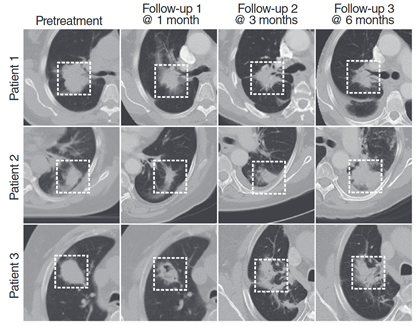 Pretreatment
Follow-up 1
@ 1 month
Follow-up 2
@ 3 months
Follow-up 3
@ 6 months
Patient 1
Patient 2
Patient 3